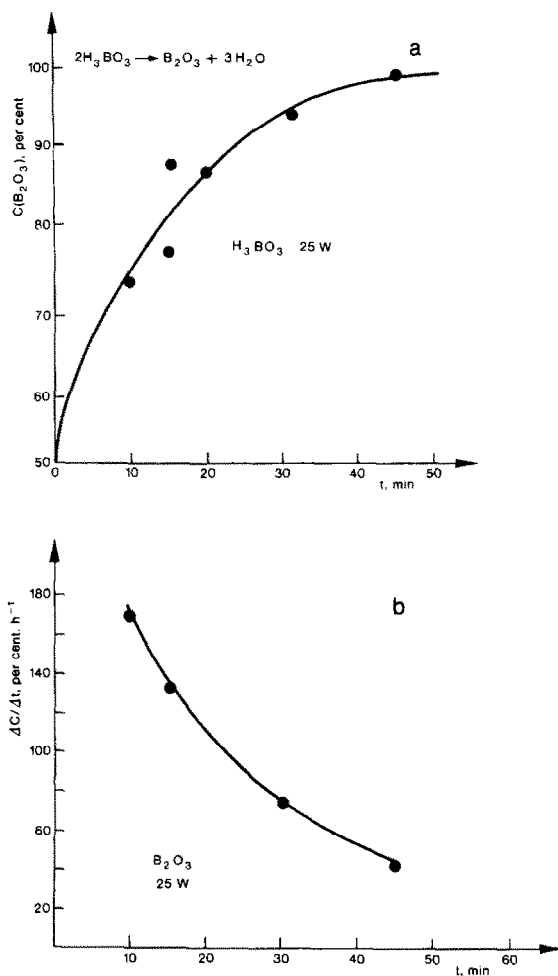 a
2H₃BO₃ → B₂O₃ + 3H₂O
C(B₂O₃), per cent
100
90
80
70
60
50
H₃BO₃ 25 W
0 10 20 30 40 50
t, min
b
ΔC/Δt, per cent. h⁻¹
180
140
100
60
20
B₂O₃
25 W
10 20 30 40 50 60
t, min